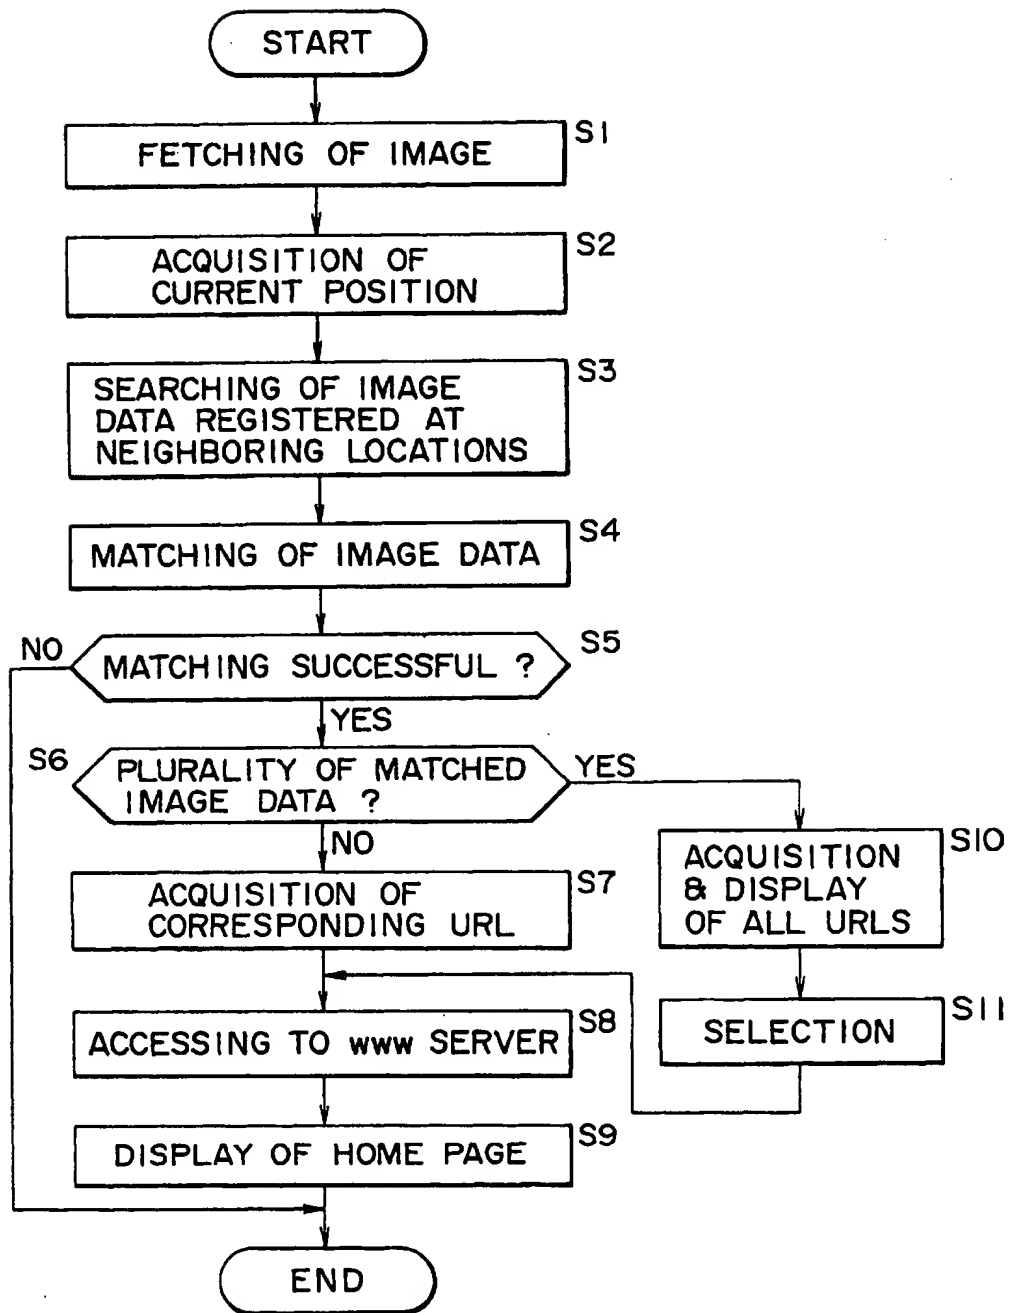 START
S1
FETCHING OF IMAGE
S2
ACQUISITION OF
CURRENT POSITION
S3
SEARCHING OF IMAGE
DATA REGISTERED AT
NEIGHBORING LOCATIONS
S4
MATCHING OF IMAGE DATA
S5
NO
MATCHING SUCCESSFUL ?
YES
S6
PLURALITY OF MATCHED
IMAGE DATA ?
YES
NO
S10
ACQUISITION
& DISPLAY
OF ALL URLS
S7
ACQUISITION OF
CORRESPONDING URL
S11
SELECTION
S8
ACCESSING TO www SERVER
S9
DISPLAY OF HOME PAGE
END